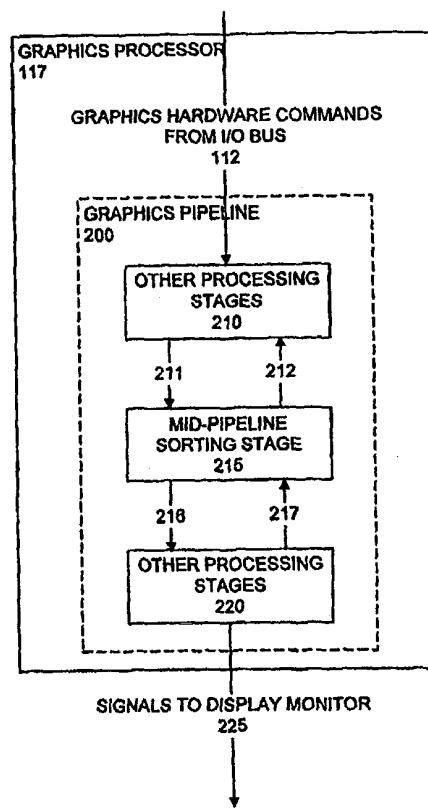 GRAPHICS PROCESSOR
117
GRAPHICS HARDWARE COMMANDS
FROM I/O BUS
112
GRAPHICS PIPELINE
200
OTHER PROCESSING
STAGES
210
211
212
MID-PIPELINE
SORTING STAGE
215
216
217
OTHER PROCESSING
STAGES
220
SIGNALS TO DISPLAY MONITOR
225